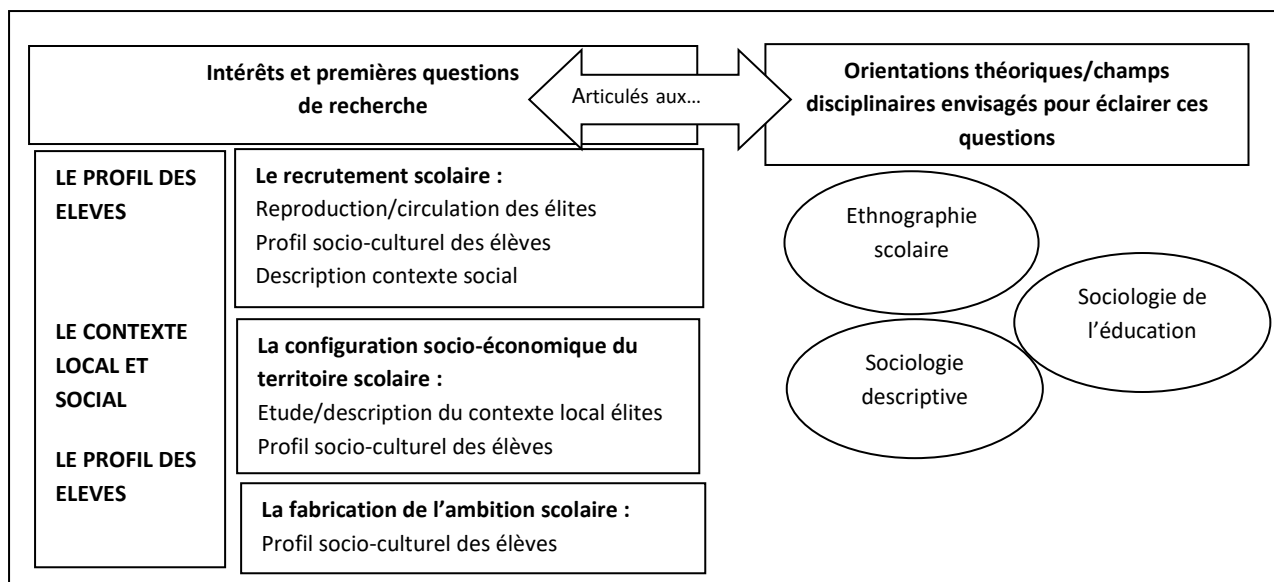 Intérêts et premières questions
de recherche
Articulés aux...
Orientations théoriques/champs
disciplinaires envisagés pour éclairer ces
questions
LE PROFIL DES
ELEVES
LE CONTEXTE
LOCAL ET
SOCIAL
LE PROFIL DES
ELEVES
Le recrutement scolaire :
Reproduction/circulation des élites
Profil socio-culturel des élèves
Description contexte social
La configuration socio-économique du
territoire scolaire :
Etude/description du contexte local élites
Profil socio-culturel des élèves
La fabrication de l’ambition scolaire :
Profil socio-culturel des élèves
Ethnographie
scolaire
Sociologie de
l’éducation
Sociologie
descriptive